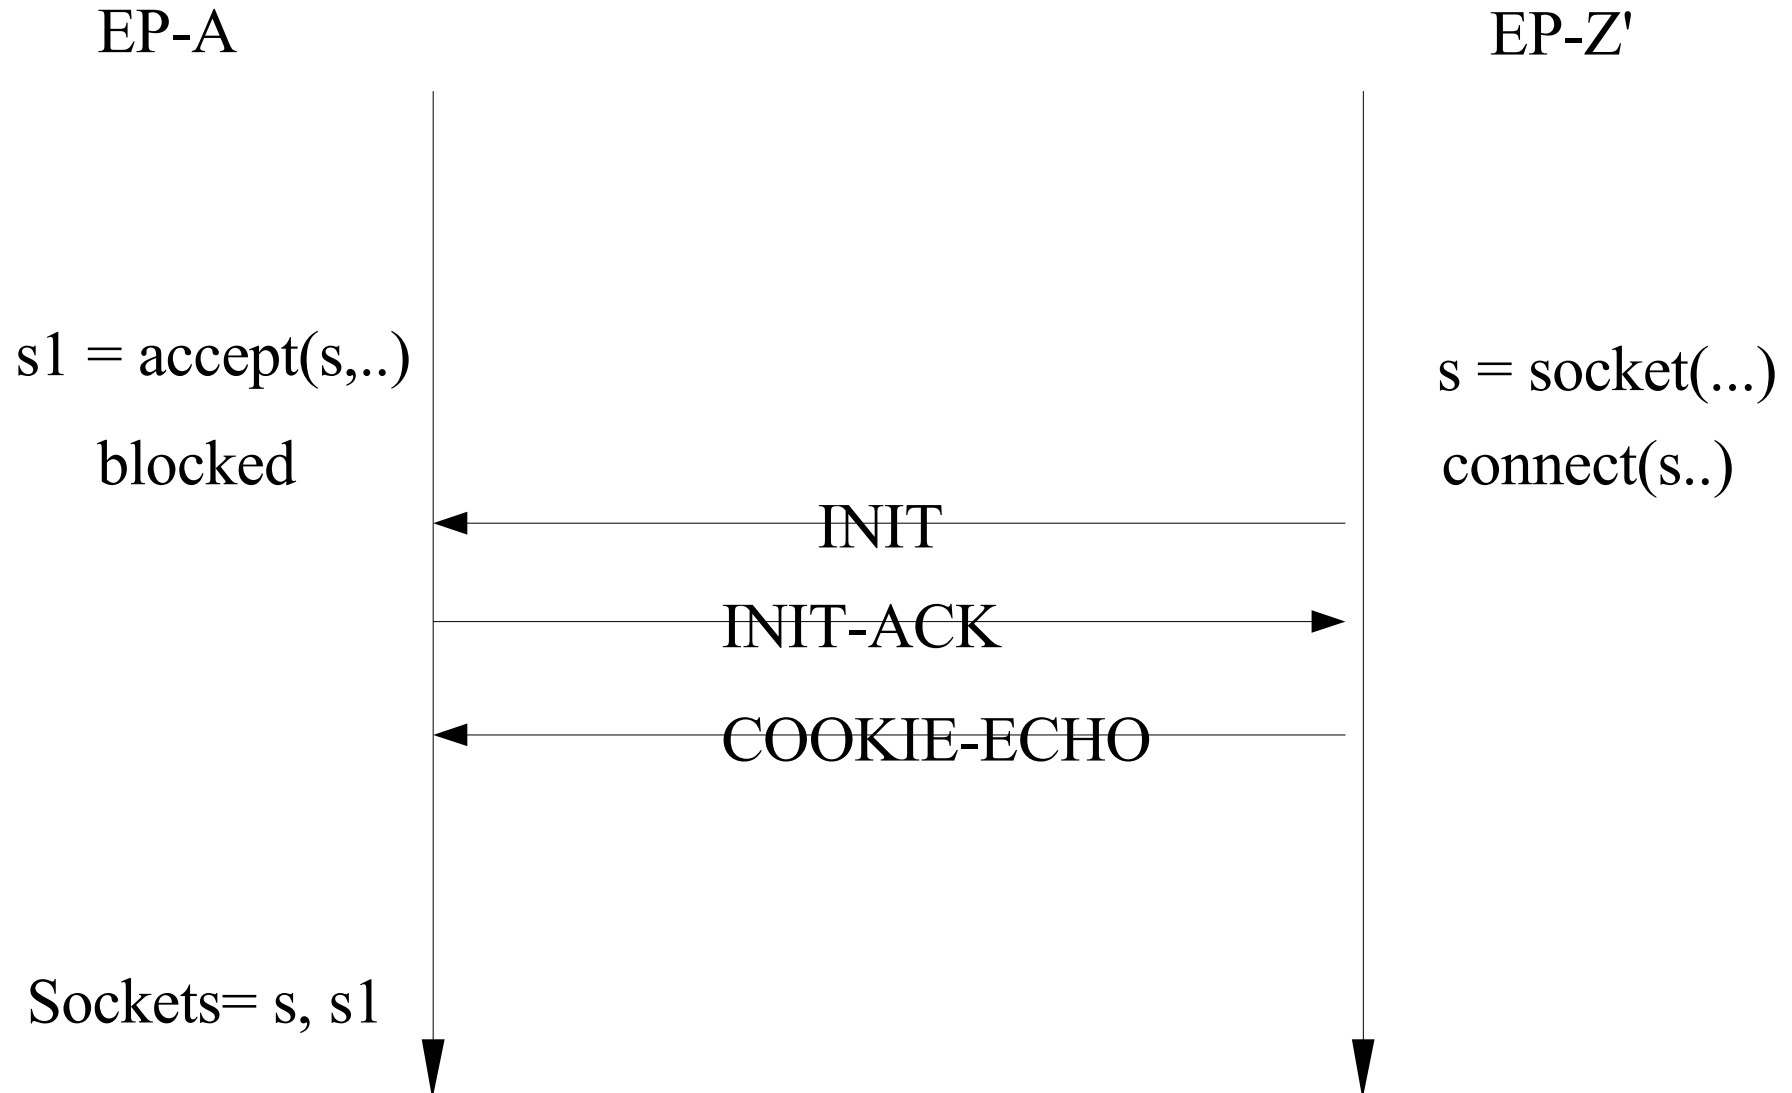 EP-A
EP-Z'
s1 = accept(s,..)
s = socket(...)
blocked
connect(s..)
INIT
INIT-ACK
COOKIE-ECHO
Sockets= s, s1